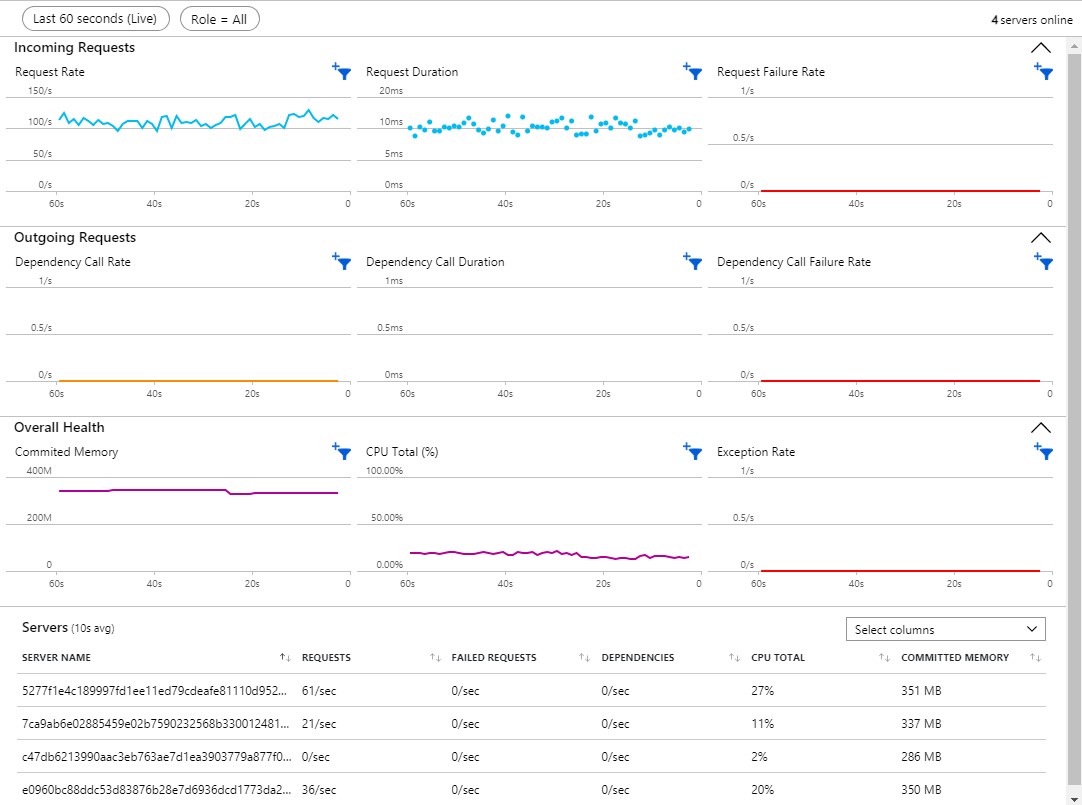 Last 60 seconds (Live) Role = All 4 servers online
Incoming Requests
Request Rate Request Duration Request Failure Rate
150/s 20ms 1/s
100/s 10ms 0.5/s
50/s 5ms
0/s 0ms 0/s
60s 40s 20s 0 60s 40s 20s 0 60s 40s 20s 0
Outgoing Requests
Dependency Call Rate Dependency Call Duration Dependency Call Failure Rate
1/s 1ms 1/s
0.5/s 0.5ms 0.5/s
0/s 0ms 0/s
60s 40s 20s 0 60s 40s 20s 0 60s 40s 20s 0
Overall Health
Commited Memory CPU Total (%) Exception Rate
400M 100.00% 1/s
200M 50.00% 0.5/s
0 0.00% 0/s
60s 40s 20s 0 60s 40s 20s 0 60s 40s 20s 0
Servers (10s avg) Select columns
SERVER NAME REQUESTS FAILED REQUESTS DEPENDENCIES CPU TOTAL COMMITTED MEMORY
5277f1e4c189997fd1ee11ed79cdeafe81110d952... 61/sec 0/sec 0/sec 27% 351 MB
7ca9ab6e02885459e02b7590232568b330012481... 21/sec 0/sec 0/sec 11% 337 MB
c47db6213990aac3eb763ae7d1ea3903779a877f0... 0/sec 0/sec 0/sec 2% 286 MB
e0960bc88ddc53d83876b28e7d6936dcd1773da2... 36/sec 0/sec 0/sec 20% 350 MB